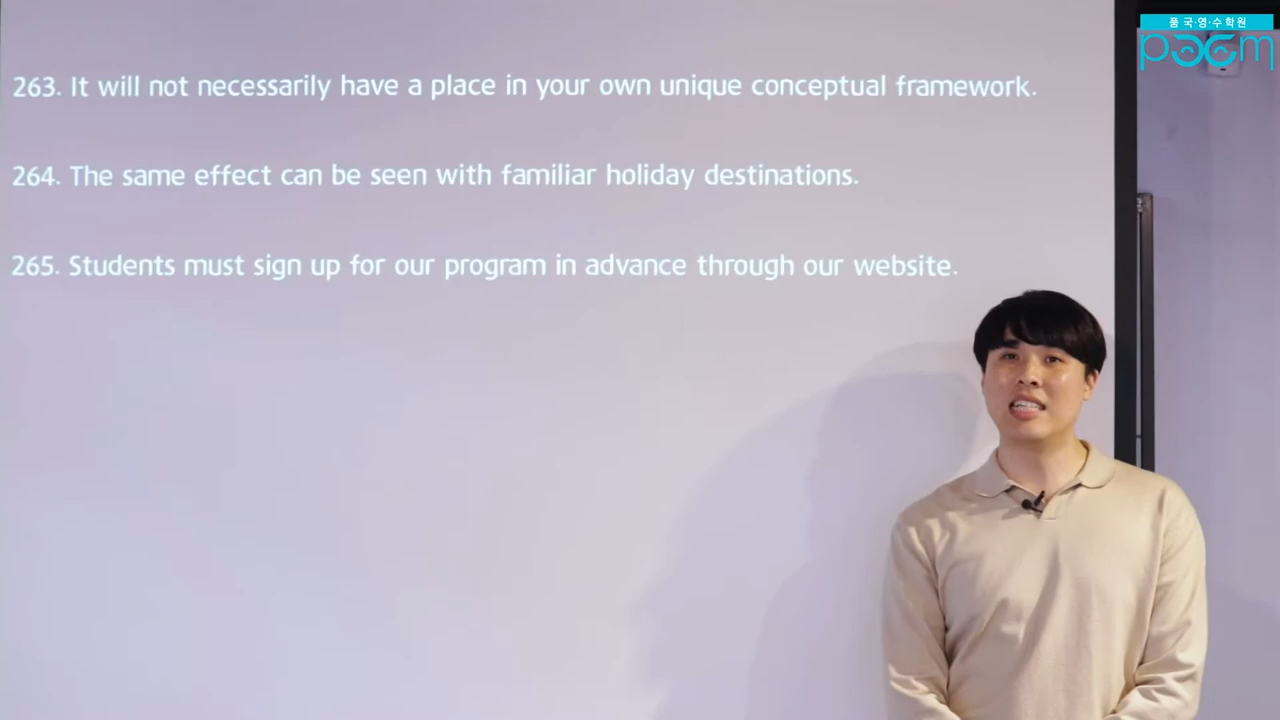 품 국·영·수 학원
poem
263. It will not necessarily have a place in your own unique conceptual framework.
264. The same effect can be seen with familiar holiday destinations.
265. Students must sign up for our program in advance through our website.